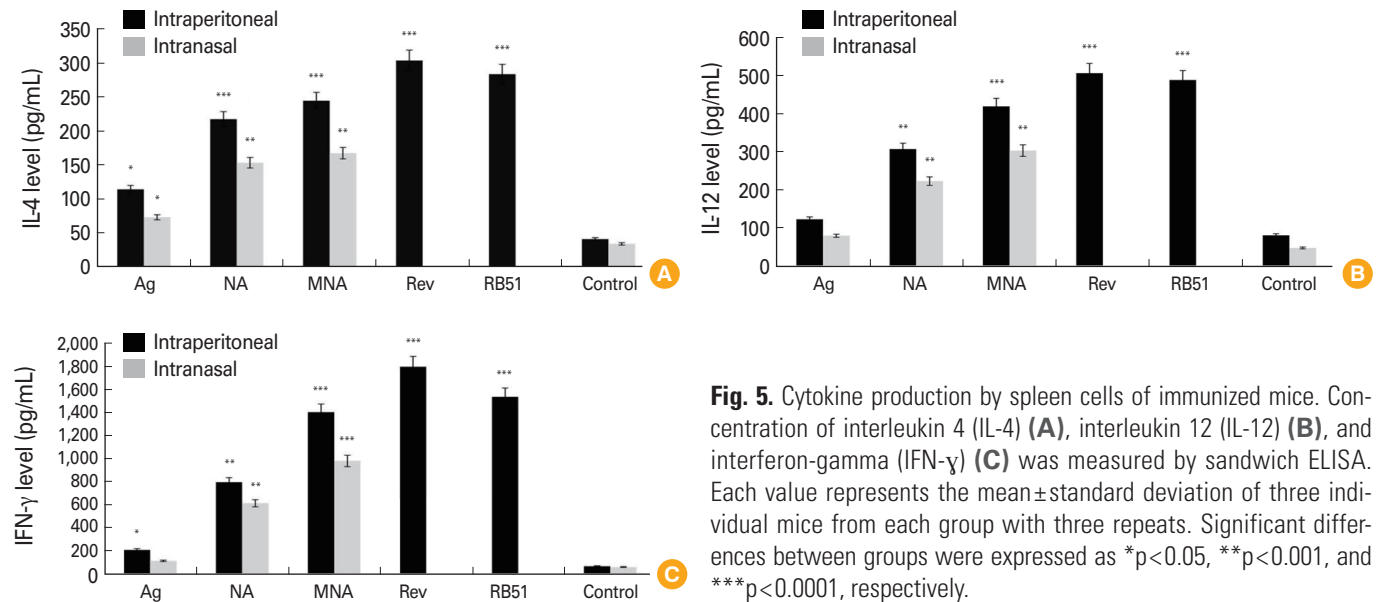 Intraperitoneal
Intranasal
IL-4 level (pg/mL)
350
300
250
200
150
100
50
0
*
*
***
**
***
**
***
***
Ag NA MNA Rev RB51 Control
A
Intraperitoneal
Intranasal
IL-12 level (pg/mL)
600
500
400
300
200
100
0
**
**
***
**
***
***
Ag NA MNA Rev RB51 Control
B
Intraperitoneal
Intranasal
IFN-γ level (pg/mL)
2,000
1,800
1,600
1,400
1,200
1,000
800
600
400
200
0
*
**
**
***
***
***
***
Ag NA MNA Rev RB51 Control
C
Fig. 5. Cytokine production by spleen cells of immunized mice. Con-
centration of interleukin 4 (IL-4) (A), interleukin 12 (IL-12) (B), and
interferon-gamma (IFN-ɣ) (C) was measured by sandwich ELISA.
Each value represents the mean±standard deviation of three indi-
vidual mice from each group with three repeats. Significant differ-
ences between groups were expressed as *p<0.05, **p<0.001, and
***p<0.0001, respectively.